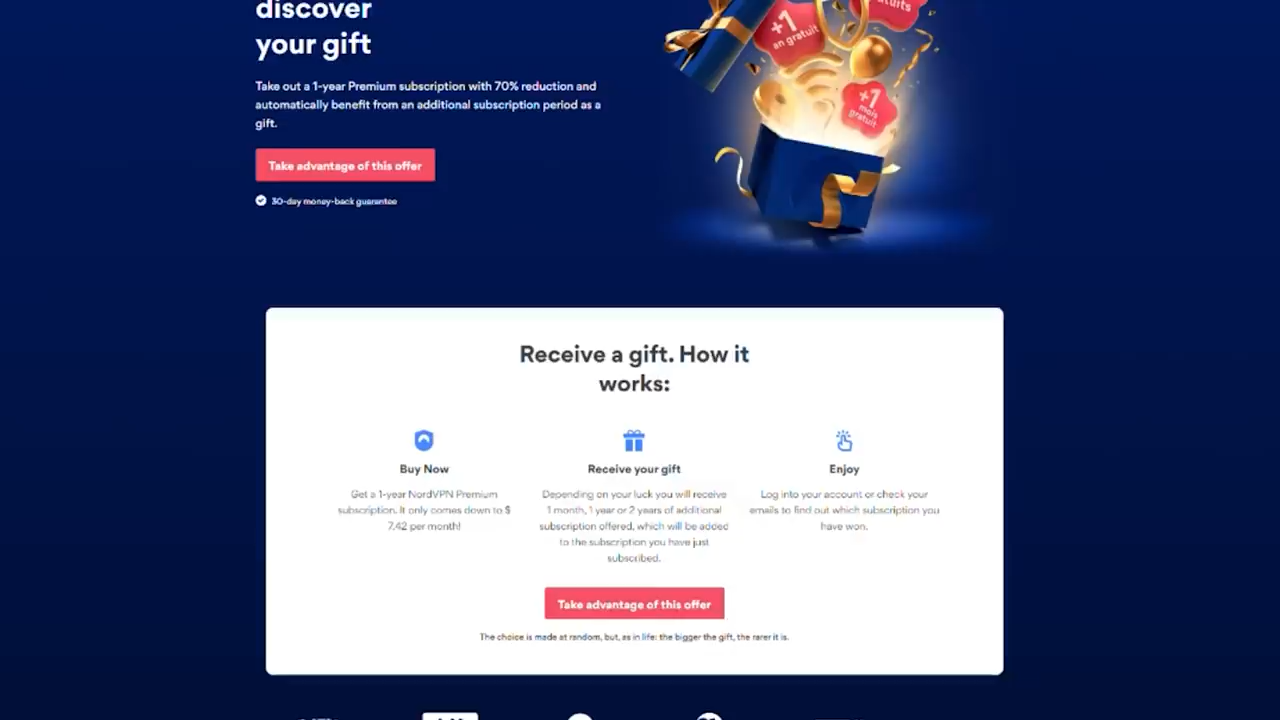 discover
your gift
Take out a 1-year Premium subscription with 70% reduction and
automatically benefit from an additional subscription period as a
gift.
Take advantage of this offer
30-day money-back guarantee
+1
an gratuit
+1
mois
gratuit
Receive a gift. How it
works:
Buy Now
Get a 1-year NordVPN Premium
subscription. It only comes down to $
7,42 per month!
Receive your gift
Depending on your luck you will receive
1 month, 1 year or 2 years of additional
subscription offered, which will be added
to the subscription you have just
subscribed.
Enjoy
Log into your account or check your
emails to find out which subscription you
have won.
Take advantage of this offer
The choice is made at random, but, as in life: the bigger the gift, the rarer it is.